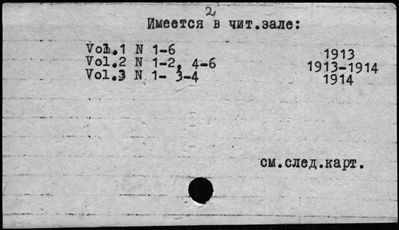 2
Имеется в чит.зале:
Vol.1 N 1-6 1913
Vol.2 N 1-2, 4-6 1913-1914
Vol.3 N 1- 3-4 1914
см.след.карт.